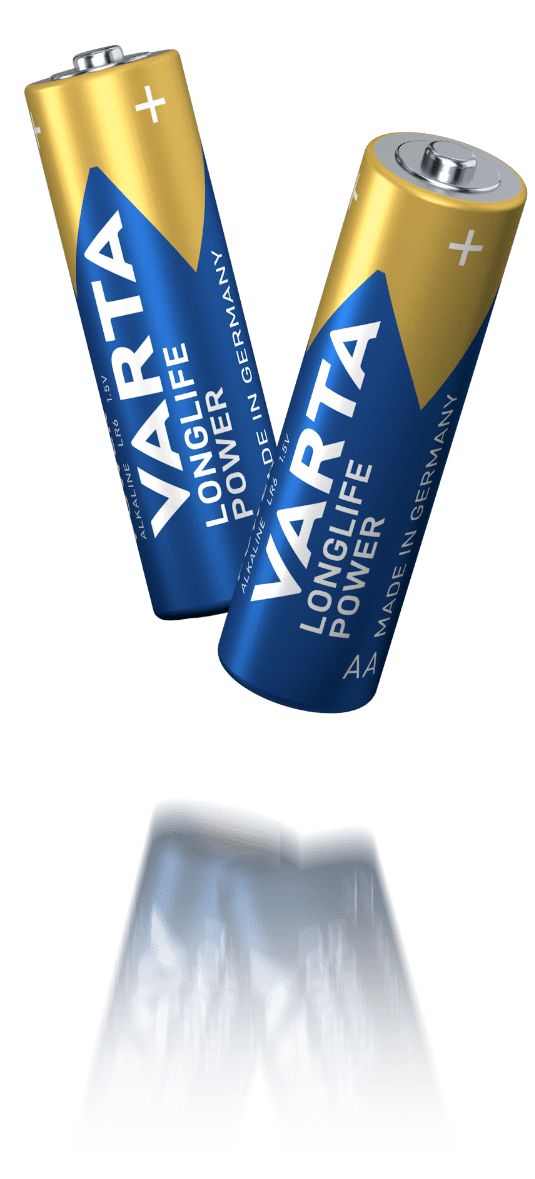 +
VARTA
LONGLIFE
POWER
DE IN GERMANY
ALKALINE LR6 1.5V
+
VARTA
LONGLIFE
POWER
MADE IN GERMANY
ALKALINE LR6 1.5V
AA